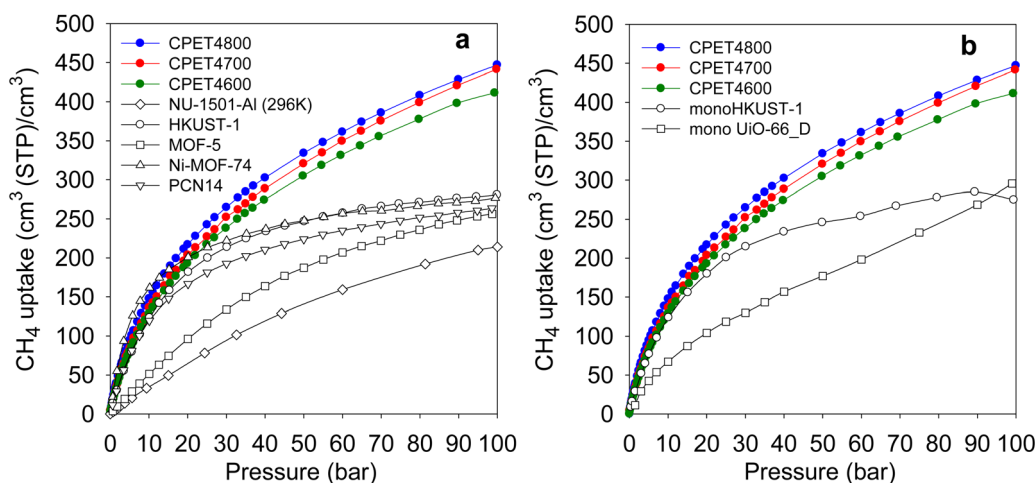 a
CH4 uptake (cm3 (STP)/cm3)
500
450
400
350
300
250
200
150
100
50
0
CPET4800
CPET4700
CPET4600
NU-1501-Al (296K)
HKUST-1
MOF-5
Ni-MOF-74
PCN14
0 10 20 30 40 50 60 70 80 90 100
Pressure (bar)
b
CH4 uptake (cm3 (STP)/cm3)
500
450
400
350
300
250
200
150
100
50
0
CPET4800
CPET4700
CPET4600
monoHKUST-1
mono UiO-66_D
0 10 20 30 40 50 60 70 80 90 100
Pressure (bar)